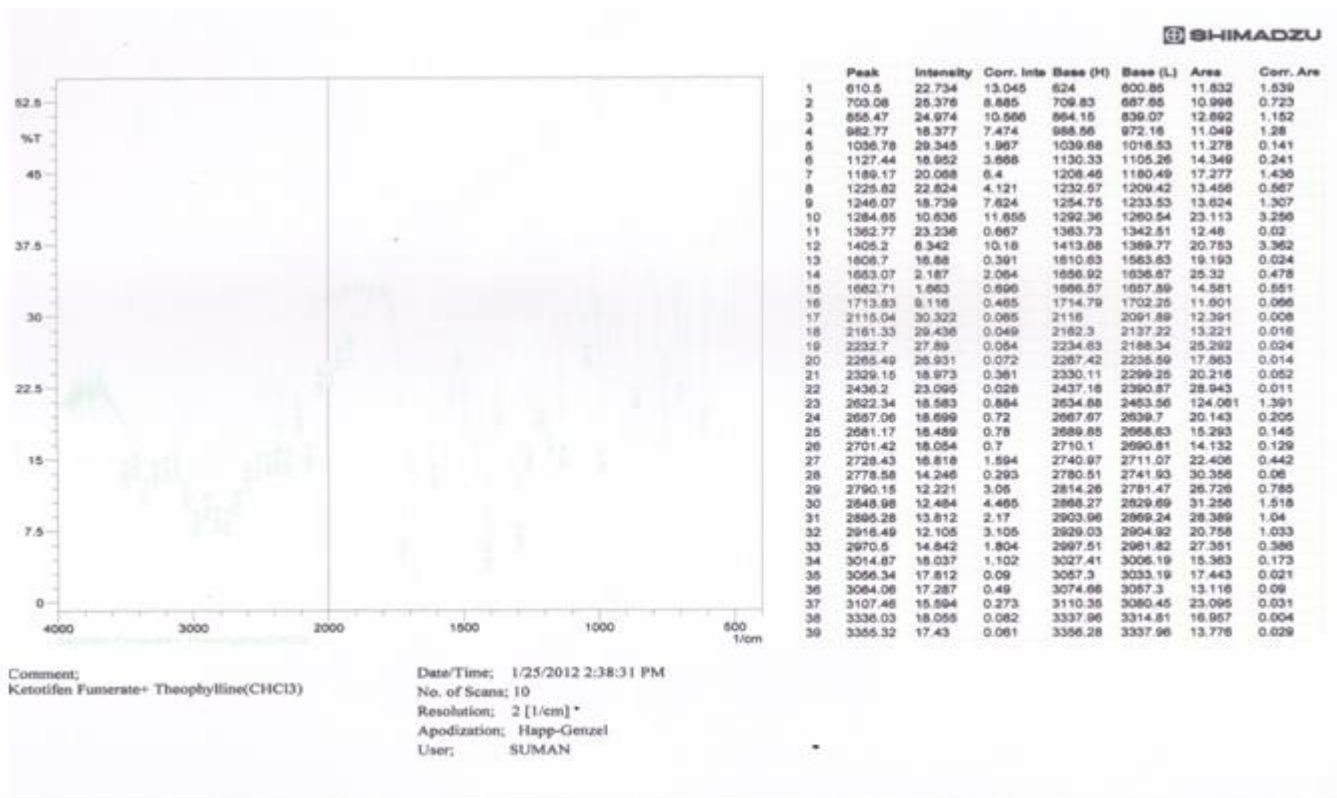 SHIMADZU
Peak Intensity Corr. Inte Base (H) Base (L) Area Corr. Are
1 610.5 22.734 13.045 624 600.86 11.832 1.539
2 703.08 25.376 8.885 709.83 687.65 10.998 0.723
3 855.47 24.974 10.566 864.15 839.07 12.892 1.152
4 982.77 18.377 7.474 988.56 972.16 11.049 1.28
5 1036.78 29.345 1.967 1039.68 1016.53 11.278 0.141
6 1127.44 18.952 3.668 1130.33 1105.26 14.349 0.241
7 1189.17 20.068 6.4 1208.46 1180.49 17.277 1.436
8 1225.82 22.824 4.121 1232.57 1209.42 13.456 0.567
9 1246.07 18.739 7.624 1254.75 1233.53 13.624 1.307
10 1284.65 10.636 11.655 1292.36 1260.54 23.113 3.256
11 1362.77 23.236 0.667 1363.73 1342.51 12.48 0.02
12 1405.2 8.342 10.18 1413.88 1389.77 20.753 3.362
13 1608.7 16.88 0.391 1610.63 1583.63 19.193 0.024
14 1653.07 2.187 2.064 1656.92 1636.67 25.32 0.478
15 1662.71 1.663 0.696 1666.57 1657.89 14.581 0.551
16 1713.83 9.116 0.465 1714.79 1702.25 11.601 0.066
17 2115.04 30.322 0.065 2116 2091.89 12.391 0.008
18 2161.33 29.436 0.049 2162.3 2137.22 13.221 0.016
19 2232.7 27.89 0.054 2234.63 2188.34 25.292 0.024
20 2265.49 26.931 0.072 2267.42 2235.59 17.863 0.014
21 2329.15 18.973 0.361 2330.11 2299.25 20.216 0.052
22 2436.2 23.095 0.026 2437.16 2390.87 28.943 0.011
23 2622.34 18.583 0.884 2634.88 2453.56 124.061 1.391
24 2657.06 18.699 0.72 2667.67 2639.7 20.143 0.205
25 2681.17 18.489 0.78 2689.85 2668.63 15.293 0.145
26 2701.42 18.054 0.7 2710.1 2690.81 14.132 0.129
27 2728.43 16.818 1.594 2740.97 2711.07 22.406 0.442
28 2778.58 14.246 0.293 2780.51 2741.93 30.356 0.06
29 2790.15 12.221 3.05 2814.26 2781.47 26.726 0.785
30 2848.98 12.484 4.465 2868.27 2829.69 31.256 1.518
31 2895.28 13.812 2.17 2903.96 2869.24 28.389 1.04
32 2916.49 12.105 3.105 2929.03 2904.92 20.758 1.033
33 2970.5 14.842 1.804 2997.51 2961.82 27.351 0.386
34 3014.87 18.037 1.102 3027.41 3006.19 15.363 0.173
35 3056.34 17.812 0.09 3057.3 3033.19 17.443 0.021
36 3064.06 17.287 0.49 3074.66 3057.3 13.116 0.09
37 3107.46 15.594 0.273 3110.35 3080.45 23.095 0.031
38 3336.03 18.055 0.082 3337.96 3314.81 16.957 0.004
39 3355.32 17.43 0.061 3356.28 3337.96 13.776 0.029
52.5
%T
45
37.5
30
22.5
15
7.5
0
4000 3000 2000 1500 1000 500
1/cm
Comment;
Ketotifen Fumerate+ Theophylline(CHCl3)
Date/Time; 1/25/2012 2:38:31 PM
No. of Scans; 10
Resolution; 2 [1/cm]
Apodization; Happ-Genzel
User; SUMAN